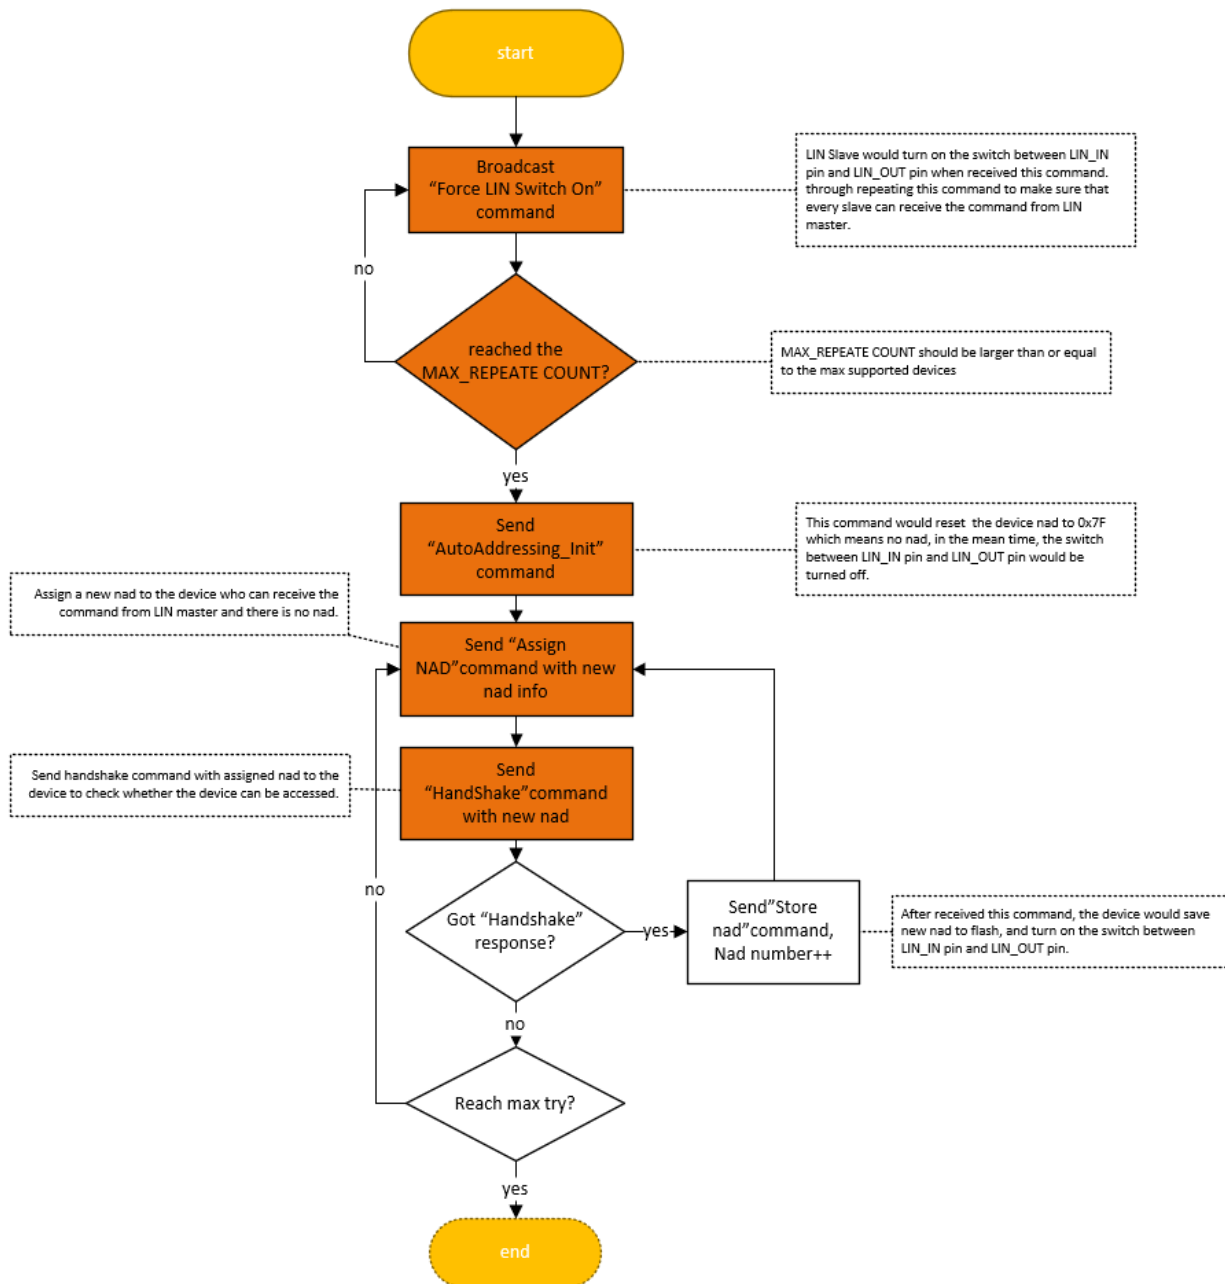 start
Broadcast
“Force LIN Switch On”
command
LIN Slave would turn on the switch between LIN_IN
pin and LIN_OUT pin when received this command.
through repeating this command to make sure that
every slave can receive the command from LIN
master.
no
reached the
MAX_REPEATE COUNT?
MAX_REPEATE COUNT should be larger than or equal
to the max supported devices
yes
Send
“AutoAddressing_Init”
command
This command would reset the device nad to 0x7F
which means no nad, in the mean time, the switch
between LIN_IN pin and LIN_OUT pin would be
turned off.
Assign a new nad to the device who can receive the
command from LIN master and there is no nad.
Send “Assign
NAD”command with new
nad info
Send handshake command with assigned nad to the
device to check whether the device can be accessed.
Send
“HandShake”command
with new nad
no
Got “Handshake”
response?
yes
Send”Store
nad”command,
Nad number++
After received this command, the device would save
new nad to flash, and turn on the switch between
LIN_IN pin and LIN_OUT pin.
no
Reach max try?
yes
end